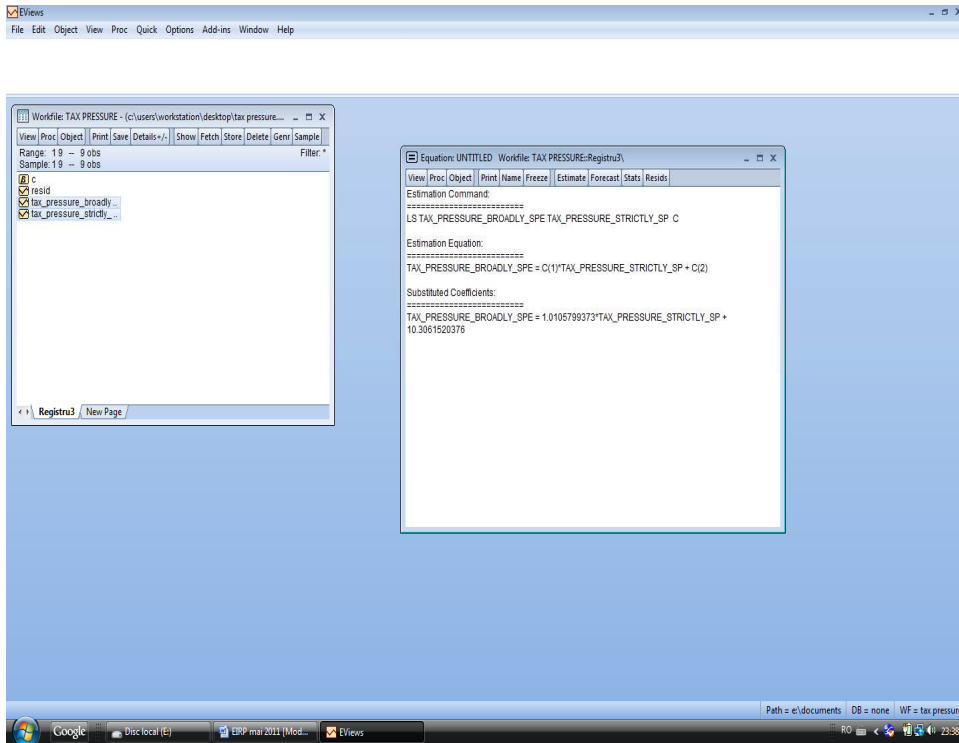 EViews
File Edit Object View Proc Quick Options Add-ins Window Help
Workfile: TAX PRESSURE - (c:\users\workstation\desktop\tax pressure....
View Proc Object Print Save Details+/- Show Fetch Store Delete Genr Sample
Range: 1 9 -- 9 obs Filter: *
Sample: 1 9 -- 9 obs
β c
resid
tax_pressure_broadly_..
tax_pressure_strictly_..
Registru3 New Page
Equation: UNTITLED Workfile: TAX PRESSURE::Registru3\
View Proc Object Print Name Freeze Estimate Forecast Stats Resids
Estimation Command:
=========================
LS TAX_PRESSURE_BROADLY_SPE TAX_PRESSURE_STRICTLY_SP C
Estimation Equation:
=========================
TAX_PRESSURE_BROADLY_SPE = C(1)*TAX_PRESSURE_STRICTLY_SP + C(2)
Substituted Coefficients:
=========================
TAX_PRESSURE_BROADLY_SPE = 1.0105799373*TAX_PRESSURE_STRICTLY_SP +
10.3061520376
Path = e:\documents DB = none WF = tax pressure
Google Disc local (E:) EIRP mai 2011 [Mod... EViews RO 23:38